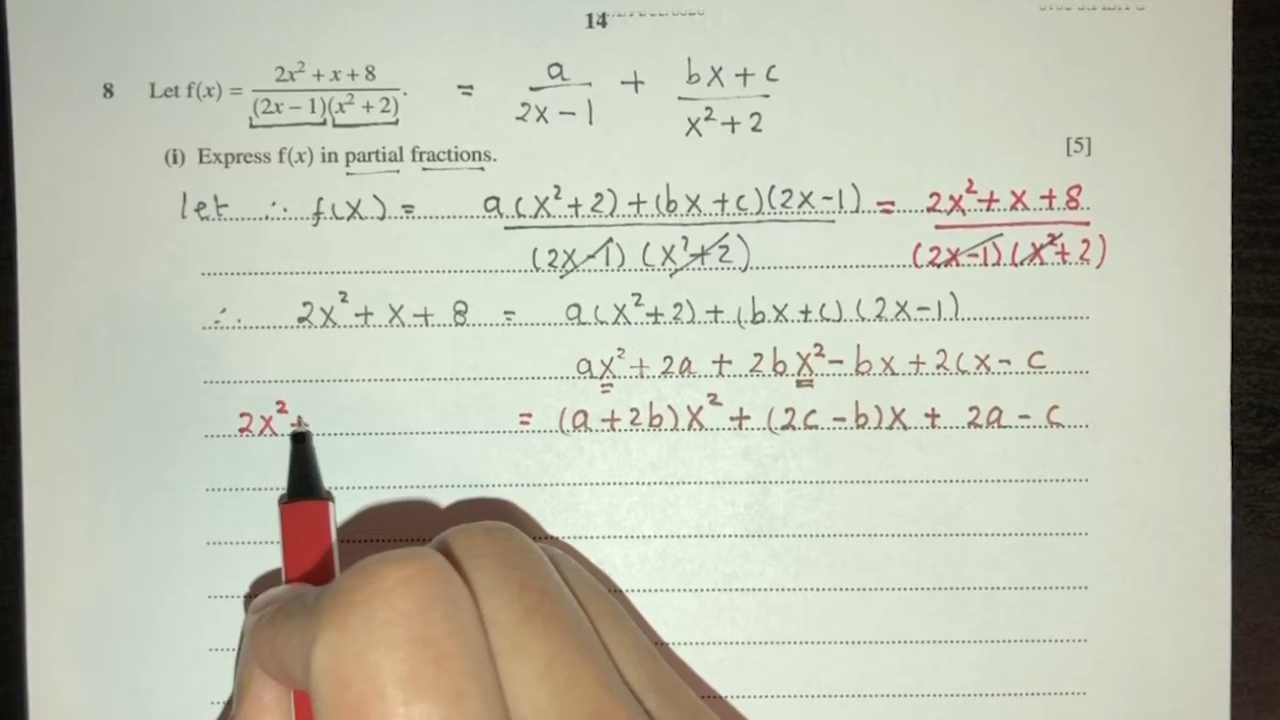 14
8 Let f(x) = (2x² + x + 8)/((2x − 1)(x² + 2)). = a/(2x − 1) + (bx + c)/(x² + 2)
(i) Express f(x) in partial fractions. [5]
let ∴ f(x) = (a(x² + 2) + (bx + c)(2x − 1))/((2x − 1)(x² + 2)) = (2x² + x + 8)/((2x − 1)(x² + 2))
∴ 2x² + x + 8 = a(x² + 2) + (bx + c)(2x − 1)
ax² + 2a + 2bx² − bx + 2cx − c
2x² + = (a + 2b)x² + (2c − b)x + 2a − c